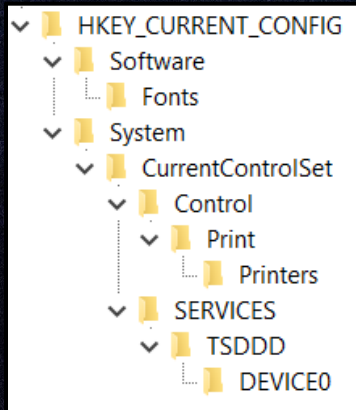 HKEY_CURRENT_CONFIG
Software
Fonts
System
CurrentControlSet
Control
Print
Printers
SERVICES
TSDDD
DEVICE0